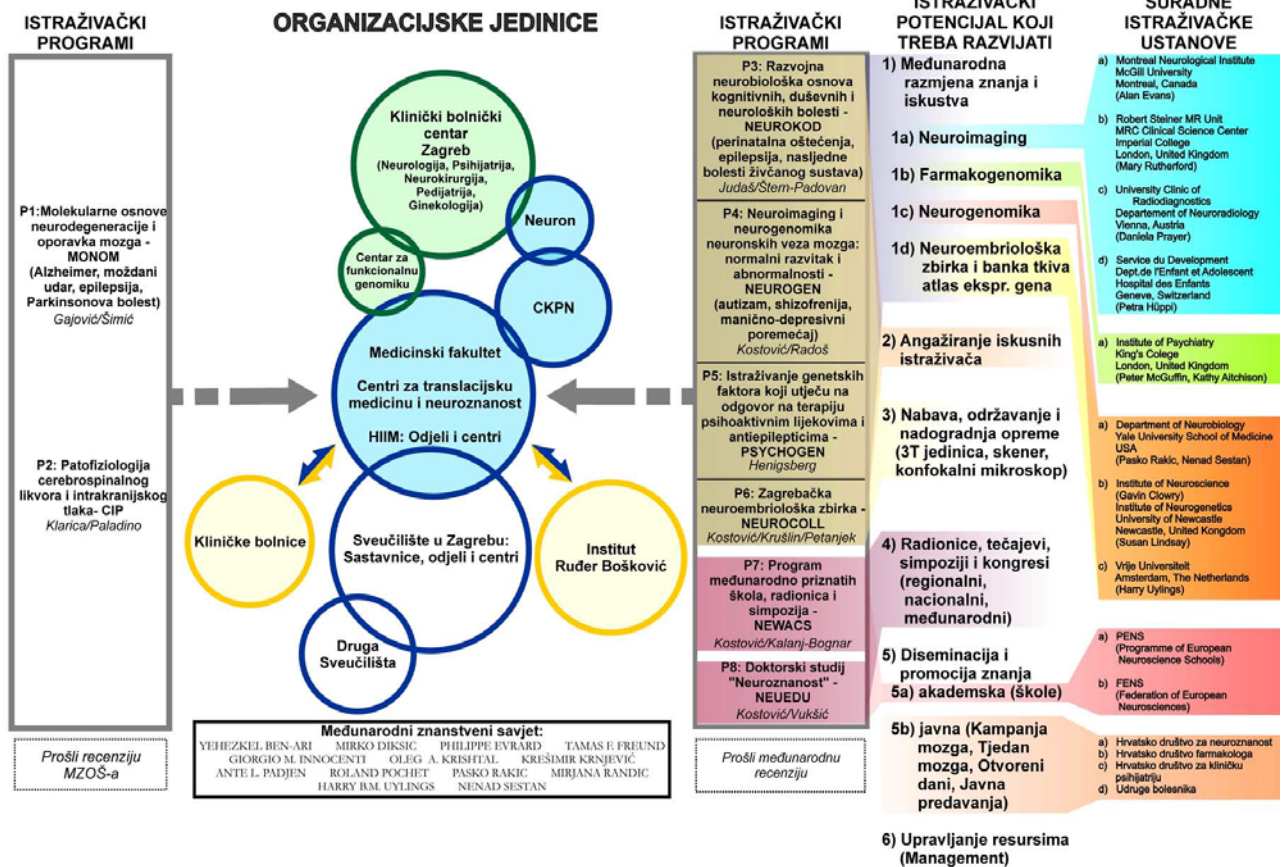 ISTRAŽIVAČKI
PROGRAMI
P1:Molekularne osnove
neurodegeneracije i
oporavka mozga -
MONOM
(Alzheimer, moždani
udar, epilepsija,
Parkinsonova bolest)
Gajović/Šimić
P2: Patofiziologija
cerebrospinalnog
likvora i intrakranijskog
tlaka- CIP
Klarica/Paladino
Prošli recenziju
MZOŠ-a
ORGANIZACIJSKE JEDINICE
Klinički bolnički
centar
Zagreb
(Neurologija, Psihijatrija,
Neurokirurgija,
Pedijatrija,
Ginekologija)
Neuron
Centar za
funkcionalnu
genomiku
CKPN
Medicinski fakultet
Centri za translacijsku
medicinu i neuroznanost
HIIM: Odjeli i centri
Kliničke bolnice
Sveučilište u Zagrebu:
Sastavnice, odjeli i centri
Institut
Ruđer Bošković
Druga
Sveučilišta
Međunarodni znanstveni savjet:
YEHEZKEL BEN-ARI MIRKO DIKSIC PHILIPPE EVRARD TAMAS F. FREUND
GIORGIO M. INNOCENTI OLEG A. KRISHTAL KREŠIMIR KRNJEVIĆ
ANTE L. PADJEN ROLAND POCHET PASKO RAKIC MIRJANA RANDIC
HARRY B.M. UYLINGS NENAD SESTAN
ISTRAŽIVAČKI
PROGRAMI
P3: Razvojna
neurobiološka osnova
kognitivnih, duševnih i
neuroloških bolesti -
NEUROKOD
(perinatalna oštećenja,
epilepsija, nasljedne
bolesti živčanog sustava)
Judaš/Štern-Padovan
P4: Neuroimaging i
neurogenomika
neuronskih veza mozga:
normalni razvitak i
abnormalnosti -
NEUROGEN
(autizam, shizofrenija,
manično-depresivni
poremećaj)
Kostović/Radoš
P5: Istraživanje genetskih
faktora koji utječu na
odgovor na terapiju
psihoaktivnim lijekovima i
antiepilepticima -
PSYCHOGEN
Henigsberg
P6: Zagrebačka
neuroembriološka zbirka -
NEUROCOLL
Kostović/Krušlin/Petanjek
P7: Program
međunarodno priznatih
škola, radionica i
simpozija -
NEWACS
Kostović/Kalanj-Bognar
P8: Doktorski studij
"Neuroznanost" -
NEUEDU
Kostović/Vukšić
Prošli međunarodnu
recenziju
ISTRAŽIVAČKI
POTENCIJAL KOJI
TREBA RAZVIJATI
1) Međunarodna
razmjena znanja i
iskustva
1a) Neuroimaging
1b) Farmakogenomika
1c) Neurogenomika
1d) Neuroembriološka
zbirka i banka tkiva
atlas ekspr. gena
2) Angažiranje iskusnih
istraživača
3) Nabava, održavanje i
nadogradnja opreme
(3T jedinica, skener,
konfokalni mikroskop)
4) Radionice, tečajevi,
simpoziji i kongresi
(regionalni,
nacionalni,
međunarodni)
5) Diseminacija i
promocija znanja
5a) akademska (škole)
5b) javna (Kampanja
mozga, Tjedan
mozga, Otvoreni
dani, Javna
predavanja)
6) Upravljanje resursima
(Management)
SURADNE
ISTRAŽIVAČKE
USTANOVE
a) Montreal Neurological Institute
McGill University
Montreal, Canada
(Alan Evans)
b) Robert Steiner MR Unit
MRC Clinical Science Center
Imperial College
London, United Kingdom
(Mary Rutherford)
c) University Clinic of
Radiodiagnostics
Departement of Neuroradiology
Vienna, Austria
(Daniela Prayer)
d) Service du Development
Dept.de l'Enfant et Adolescent
Hospital des Enfants
Geneve, Switzerland
(Petra Hüppi)
a) Institute of Psychiatry
King's Colege
London, United Kingdom
(Peter McGuffin, Kathy Aitchison)
a) Department of Neurobiology
Yale University School of Medicine
USA
(Pasko Rakic, Nenad Sestan)
b) Institute of Neuroscience
(Gavin Clowry)
Institute of Neurogenetics
University of Newcastle
Newcastle, United Kongdom
(Susan Lindsay)
c) Vrije Universiteit
Amsterdam, The Netherlands
(Harry Uylings)
a) PENS
(Programme of European
Neuroscience Schools)
b) FENS
(Federation of European
Neurosciences)
a) Hrvatsko društvo za neuroznanost
b) Hrvatsko društvo farmakologa
c) Hrvatsko društvo za kliničku
psihijatriju
d) Udruge bolesnika